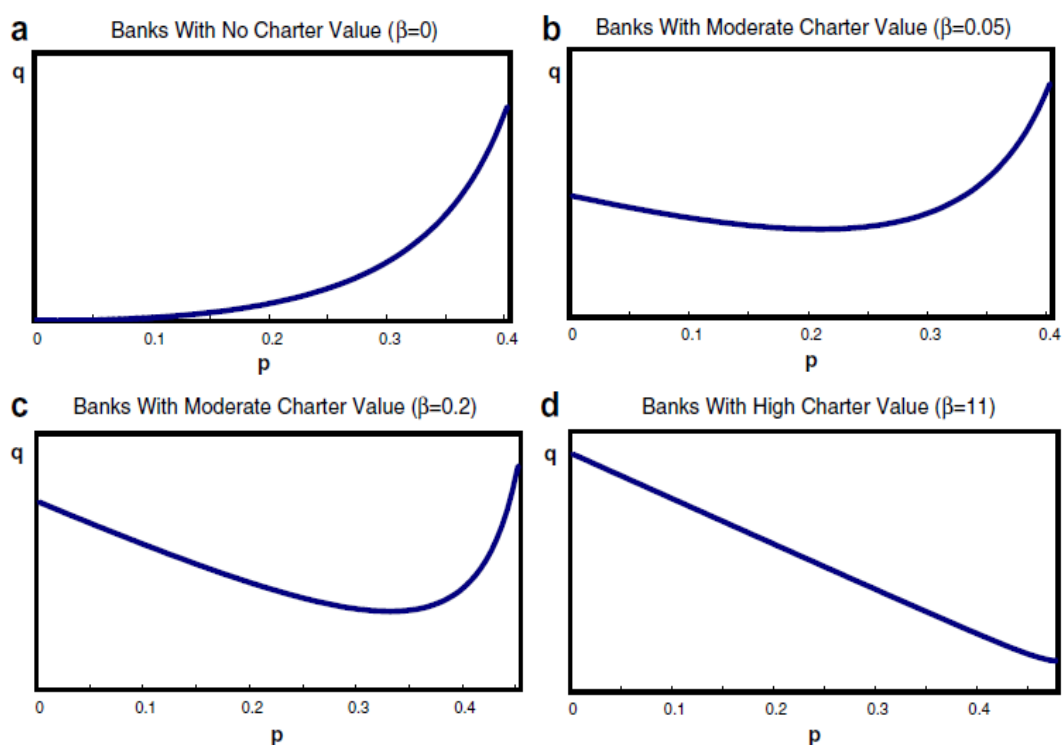 a Banks With No Charter Value (β=0)
q
0 0.1 0.2 0.3 0.4
p
b Banks With Moderate Charter Value (β=0.05)
q
0 0.1 0.2 0.3 0.4
p
c Banks With Moderate Charter Value (β=0.2)
q
0 0.1 0.2 0.3 0.4
p
d Banks With High Charter Value (β=11)
q
0 0.1 0.2 0.3 0.4
p